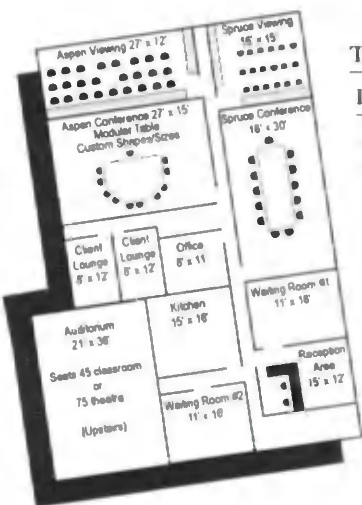 Aspen Viewing 27' x 12'
Spruce Viewing
16' x 15'
Aspen Conference 27' x 15'
Modular Table
Custom Shapes/Sizes
Spruce Conference
16' x 30'
Client
Lounge
8' x 12'
Client
Lounge
8' x 12'
Office
8' x 11
Kitchen
15' x 16'
Waiting Room #1
11' x 16'
Auditorium
21' x 36'
Seats 45 classroom
or
75 theatre
(Upstairs)
Waiting Room #2
11' x 16'
Reception
Area
15' x 12'